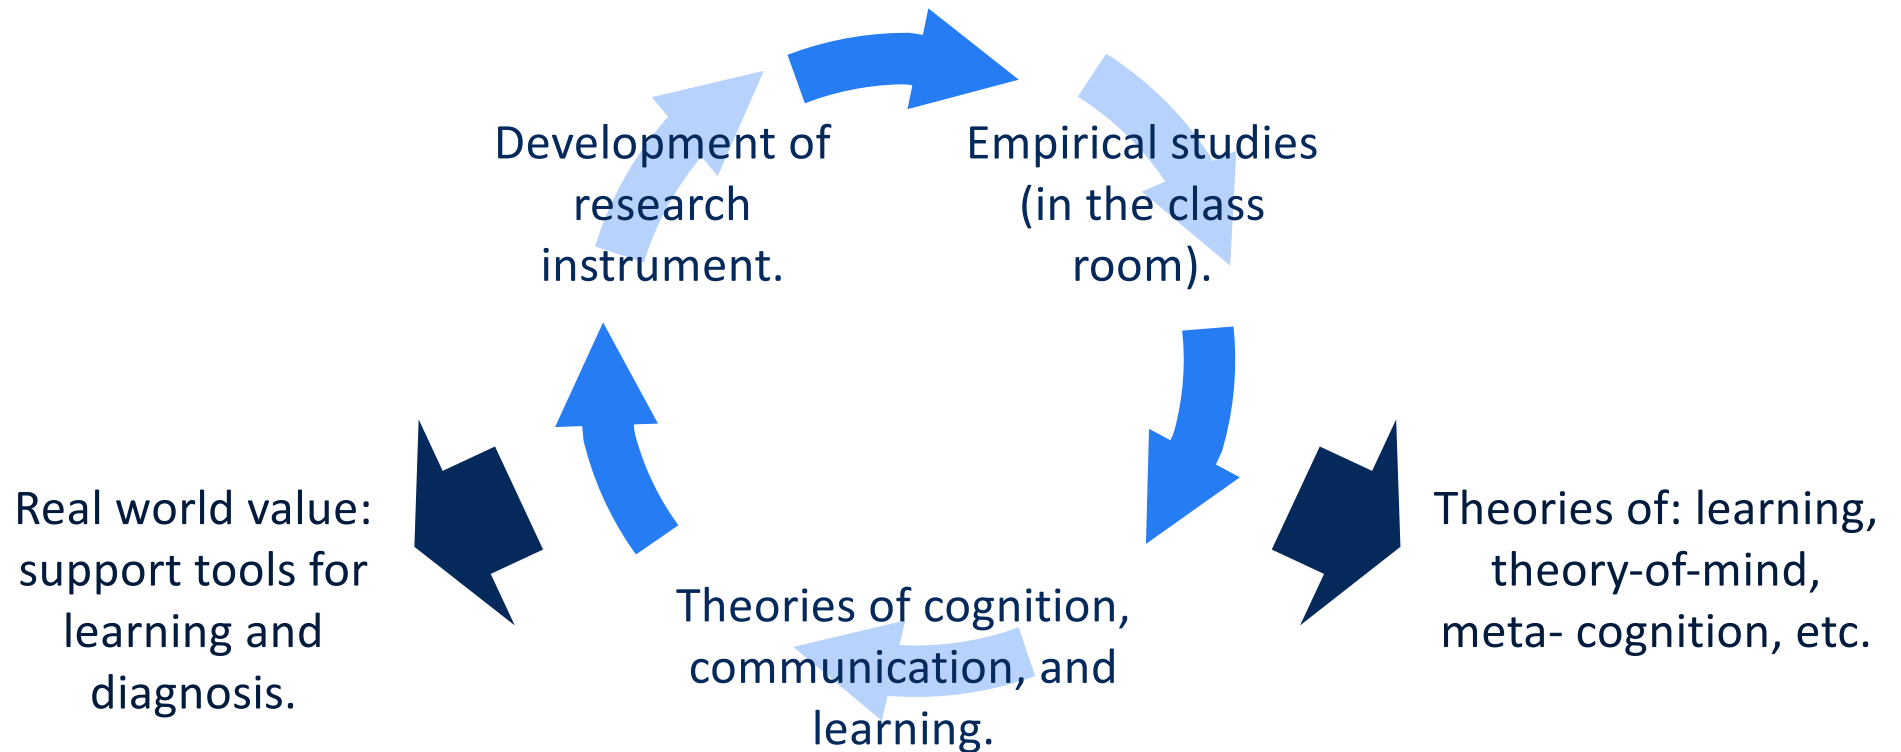 Development of
research
instrument.
Empirical studies
(in the class
room).
Real world value:
support tools for
learning and
diagnosis.
Theories of cognition,
communication, and
learning.
Theories of: learning,
theory-of-mind,
meta- cognition, etc.